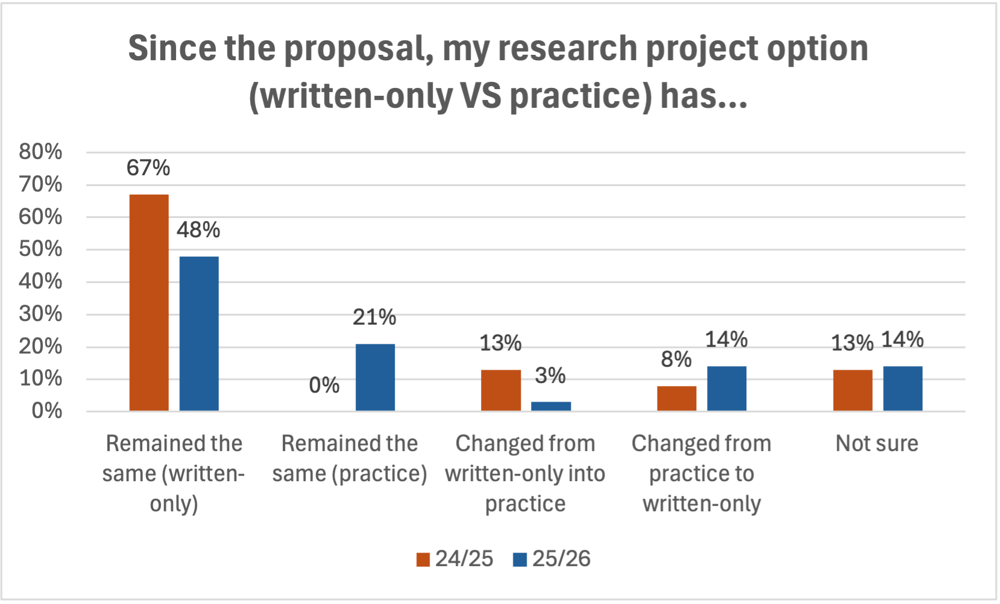 Since the proposal, my research project option
(written-only VS practice) has...
80%
70%
60%
50%
40%
30%
20%
10%
0%
67%
48%
0%
21%
13%
3%
8%
14%
13%
14%
Remained the
same (written-
only)
Remained the
same (practice)
Changed from
written-only into
practice
Changed from
practice to
written-only
Not sure
24/25
25/26